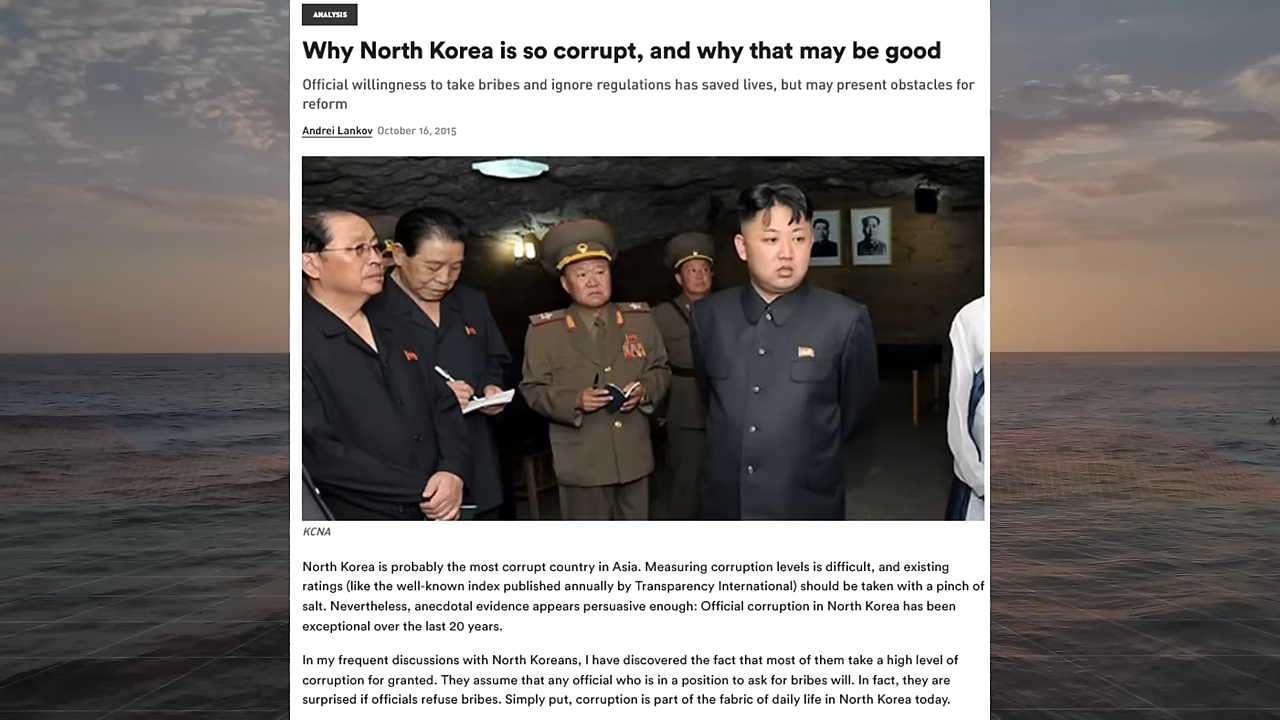 ANALYSIS
Why North Korea is so corrupt, and why that may be good
Official willingness to take bribes and ignore regulations has saved lives, but may present obstacles for
reform
Andrei Lankov October 16, 2015
KCNA
North Korea is probably the most corrupt country in Asia. Measuring corruption levels is difficult, and existing
ratings (like the well-known index published annually by Transparency International) should be taken with a pinch of
salt. Nevertheless, anecdotal evidence appears persuasive enough: Official corruption in North Korea has been
exceptional over the last 20 years.
In my frequent discussions with North Koreans, I have discovered the fact that most of them take a high level of
corruption for granted. They assume that any official who is in a position to ask for bribes will. In fact, they are
surprised if officials refuse bribes. Simply put, corruption is part of the fabric of daily life in North Korea today.